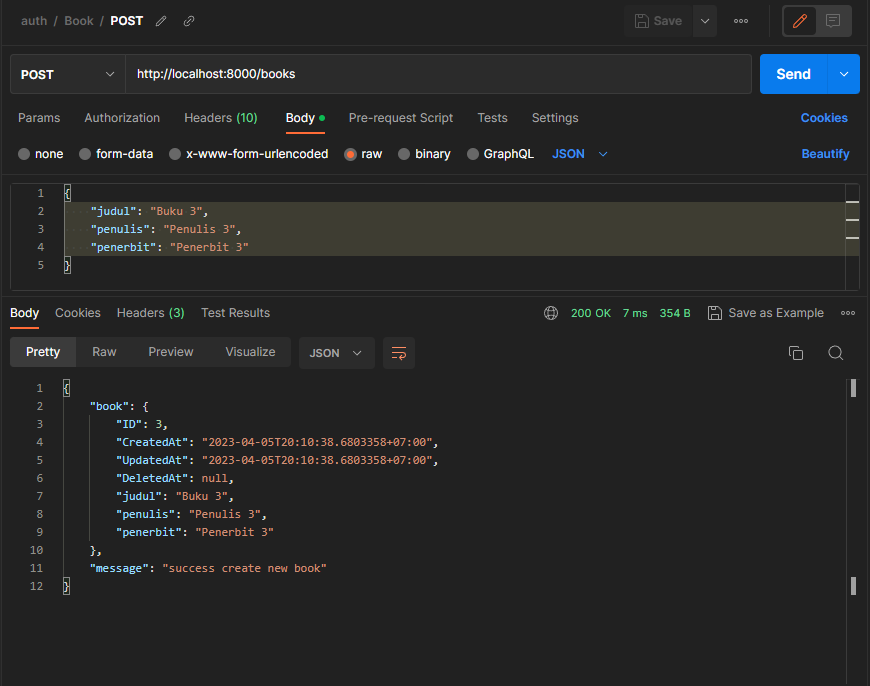 auth / Book / POST
Save
POST http://localhost:8000/books Send
Params Authorization Headers (10) Body Pre-request Script Tests Settings Cookies
none form-data x-www-form-urlencoded raw binary GraphQL JSON Beautify
1 {
2 "judul": "Buku 3",
3 "penulis": "Penulis 3",
4 "penerbit": "Penerbit 3"
5 }
Body Cookies Headers (3) Test Results 200 OK 7 ms 354 B Save as Example
Pretty Raw Preview Visualize JSON
1 {
2 "book": {
3 "ID": 3,
4 "CreatedAt": "2023-04-05T20:10:38.6803358+07:00",
5 "UpdatedAt": "2023-04-05T20:10:38.6803358+07:00",
6 "DeletedAt": null,
7 "judul": "Buku 3",
8 "penulis": "Penulis 3",
9 "penerbit": "Penerbit 3"
10 },
11 "message": "success create new book"
12 }